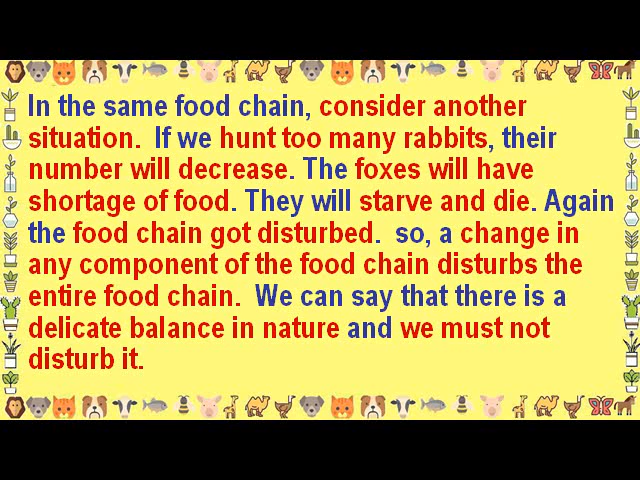 In the same food chain, consider another
situation.  If we hunt too many rabbits, their
number will decrease. The foxes will have
shortage of food. They will starve and die. Again
the food chain got disturbed.  so, a change in
any component of the food chain disturbs the
entire food chain.  We can say that there is a
delicate balance in nature and we must not
disturb it.